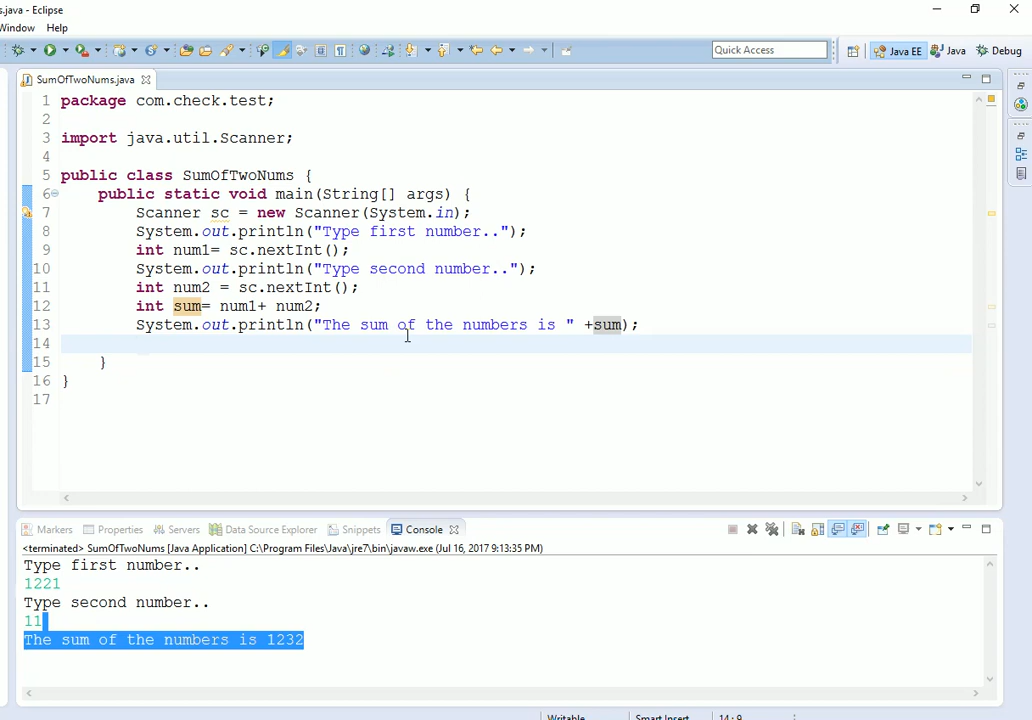 s.java - Eclipse
Window Help
Quick Access Java EE Java Debug
SumOfTwoNums.java
1 package com.check.test;
2
3 import java.util.Scanner;
4
5 public class SumOfTwoNums {
6 public static void main(String[] args) {
7 Scanner sc = new Scanner(System.in);
8 System.out.println("Type first number..");
9 int num1= sc.nextInt();
10 System.out.println("Type second number..");
11 int num2 = sc.nextInt();
12 int sum= num1+ num2;
13 System.out.println("The sum of the numbers is " +sum);
14
15 }
16 }
17
Markers Properties Servers Data Source Explorer Snippets Console
<terminated> SumOfTwoNums [Java Application] C:\Program Files\Java\jre7\bin\javaw.exe (Jul 16, 2017 9:13:35 PM)
Type first number..
1221
Type second number..
11
The sum of the numbers is 1232
Writable Smart Insert 14 : 9